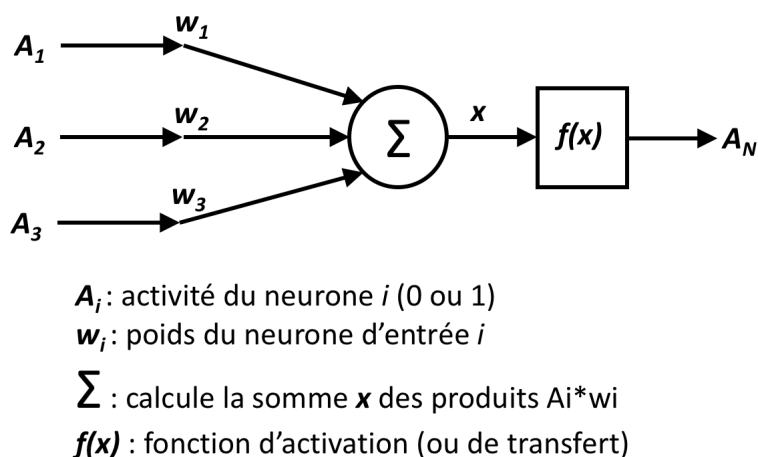 w1
A1
w2
x
A2
Σ
f(x)
AN
w3
A3
Ai : activité du neurone i (0 ou 1)
wi : poids du neurone d'entrée i
Σ : calcule la somme x des produits Ai*wi
f(x) : fonction d'activation (ou de transfert)